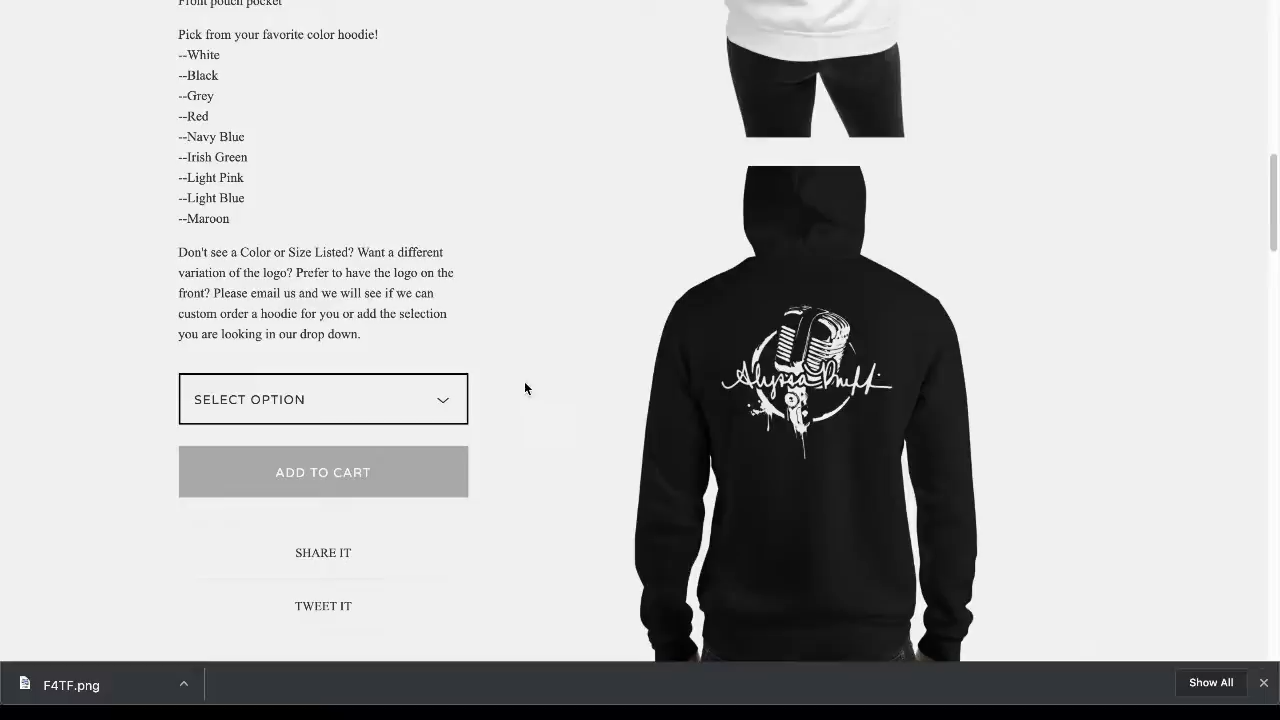 Front pouch pocket
Pick from your favorite color hoodie!
--White
--Black
--Grey
--Red
--Navy Blue
--Irish Green
--Light Pink
--Light Blue
--Maroon
Don't see a Color or Size Listed? Want a different
variation of the logo? Prefer to have the logo on the
front? Please email us and we will see if we can
custom order a hoodie for you or add the selection
you are looking in our drop down.
SELECT OPTION
ADD TO CART
SHARE IT
TWEET IT
Alyssa
F4TF.png
Show All